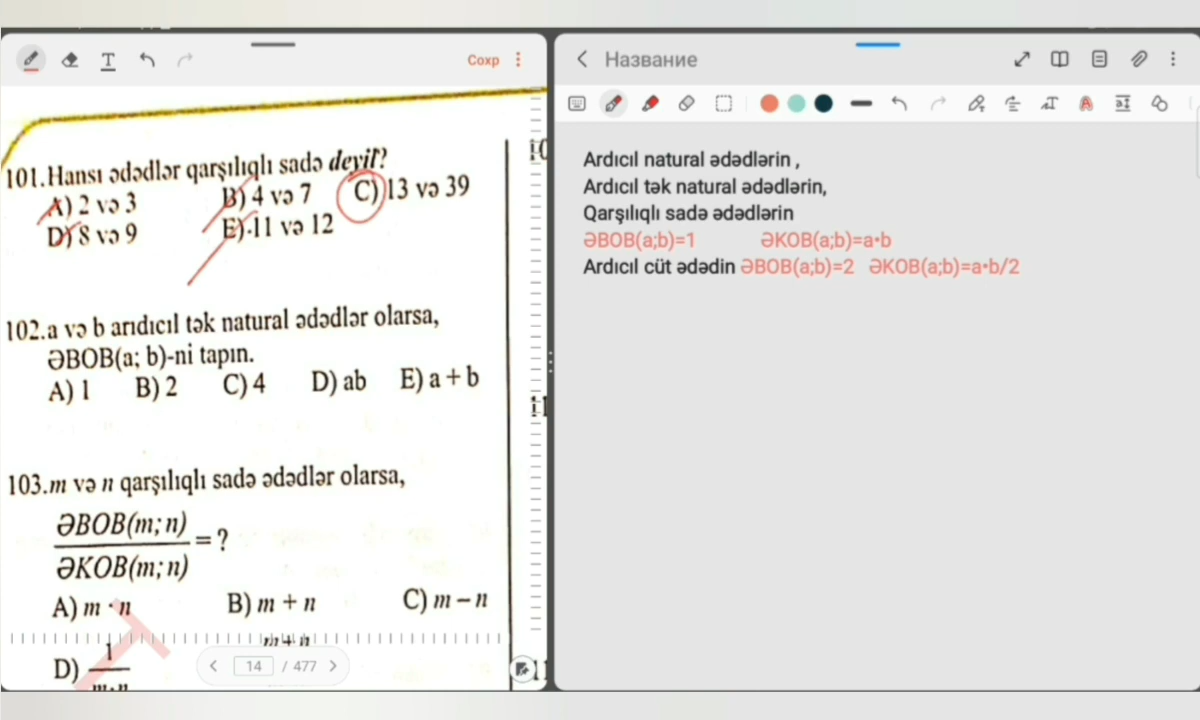 Сохр
101.Hansı ədədlər qarşılıqlı sadə deyil?
A) 2 və 3 B) 4 və 7 C) 13 və 39
D) 8 və 9 E) 11 və 12
102.a və b arıdıcıl tək natural ədədlər olarsa,
ƏBOB(a; b)-ni tapın.
A) 1 B) 2 C) 4 D) ab E) a + b
103.m və n qarşılıqlı sadə ədədlər olarsa,
ƏBOB(m; n)
= ?
ƏKOB(m; n)
A) m · n B) m + n C) m – n
m + n
1
D)
m · n
14 / 477
Название
Ardıcıl natural ədədlərin ,
Ardıcıl tək natural ədədlərin,
Qarşılıqlı sadə ədədlərin
ƏBOB(a;b)=1 ƏKOB(a;b)=a•b
Ardıcıl cüt ədədin ƏBOB(a;b)=2 ƏKOB(a;b)=a•b/2